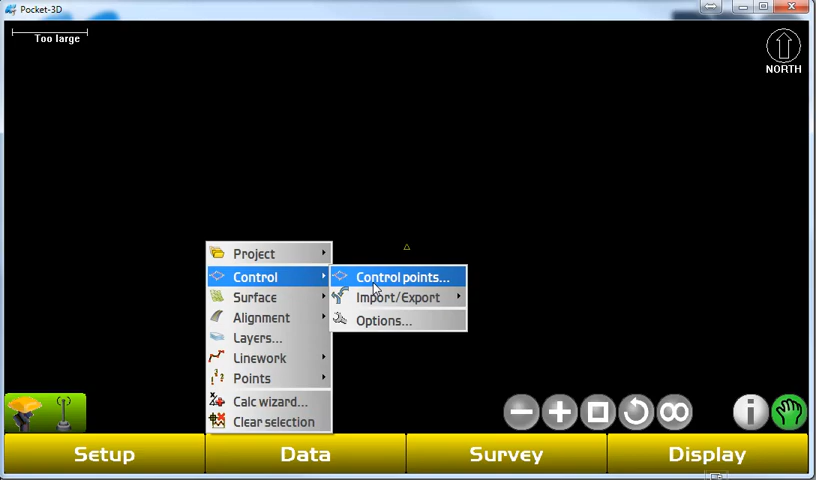 Pocket-3D
Too large
NORTH
Project
Control
Surface
Alignment
Layers...
Linework
Points
Calc wizard...
Clear selection
Control points...
Import/Export
Options...
Setup
Data
Survey
Display